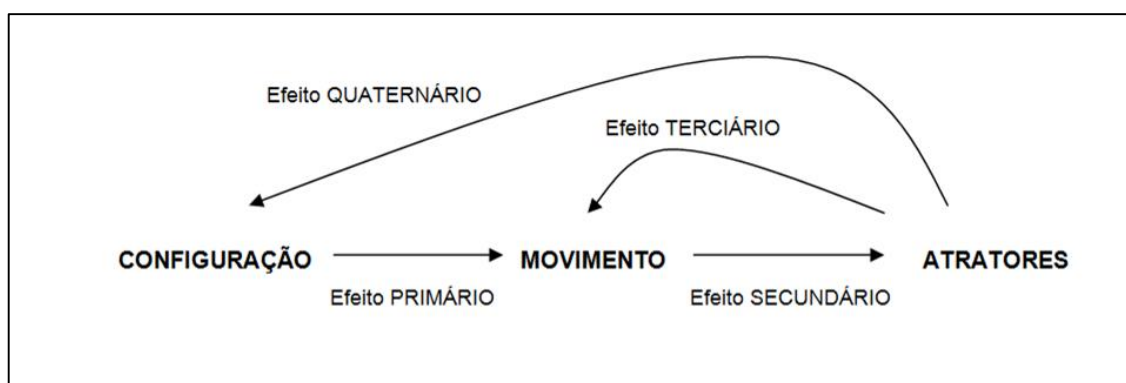 Efeito QUATERNÁRIO
Efeito TERCIÁRIO
CONFIGURAÇÃO MOVIMENTO ATRATORES
Efeito PRIMÁRIO Efeito SECUNDÁRIO